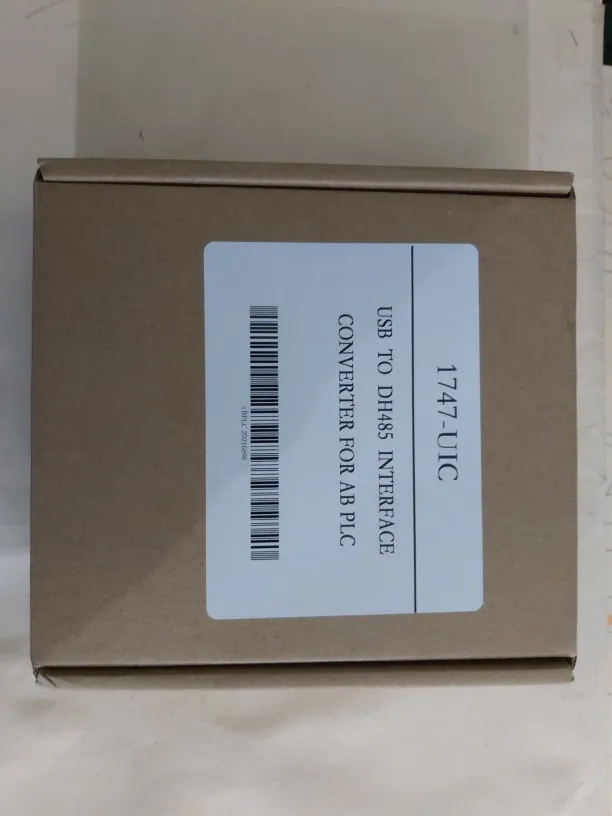 1747-UIC
USB TO DH485 INTERFACE
CONVERTER FOR AB PLC